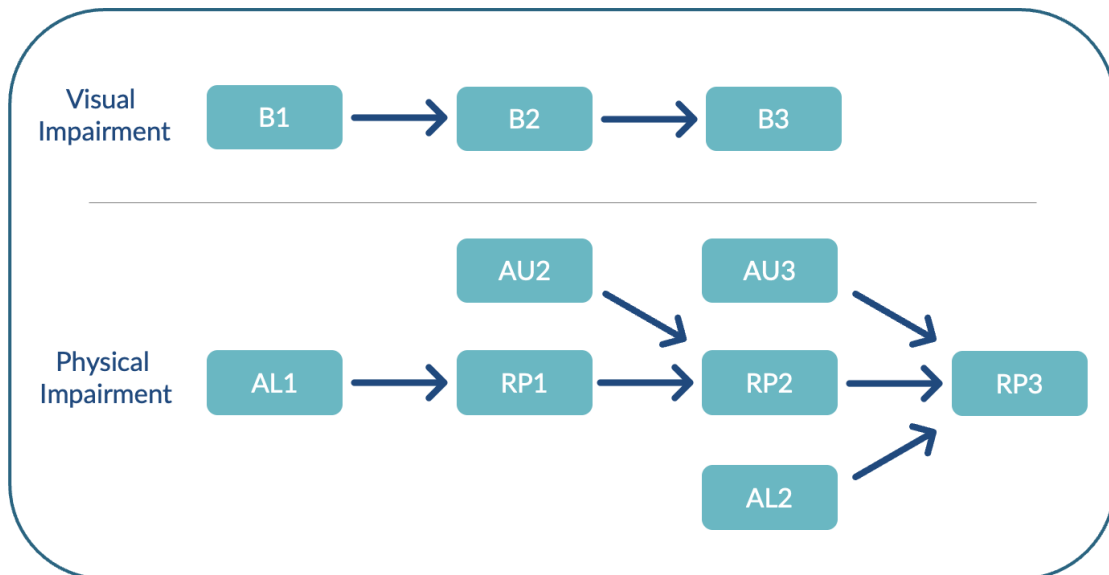 Visual
Impairment
B1
B2
B3
AU2
AU3
Physical
Impairment
AL1
RP1
RP2
RP3
AL2